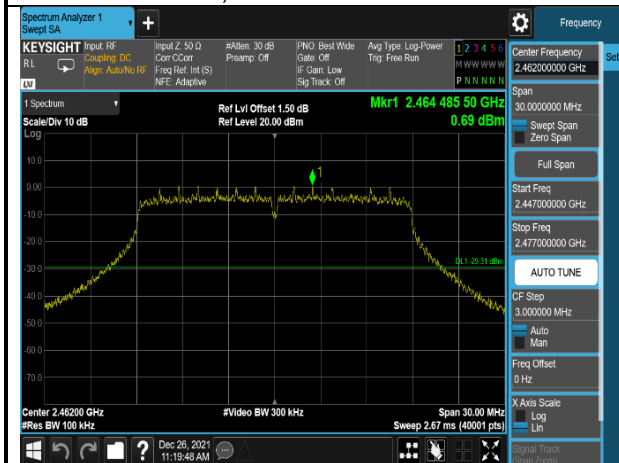 Spectrum Analyzer 1
Swept SA
+
Frequency
KEYSIGHT
RL
LXI
Input: RF
Coupling: DC
Align: Auto/No RF
Input Z: 50 Ω
Corr CCorr
Freq Ref: Int (S)
NFE: Adaptive
#Atten: 30 dB
Preamp: Off
PNO: Best Wide
Gate: Off
IF Gain: Low
Sig Track: Off
Avg Type: Log-Power
Trig: Free Run
1 2 3 4 5 6
M W W W W W
P N N N N N
1 Spectrum
Scale/Div 10 dB
Ref Lvl Offset 1.50 dB
Ref Level 20.00 dBm
Mkr1 2.464 485 50 GHz
0.69 dBm
Log
10.0
0.00
-10.0
-20.0
-30.0
-40.0
-50.0
-60.0
-70.0
1
DL1 -29.31 dBm
Center 2.46200 GHz
#Res BW 100 kHz
#Video BW 300 kHz
Span 30.00 MHz
Sweep 2.67 ms (40001 pts)
Dec 26, 2021
11:19:48 AM
?
Center Frequency
2.462000000 GHz
Set
Span
30.0000000 MHz
Swept Span
Zero Span
Full Span
Start Freq
2.447000000 GHz
Stop Freq
2.477000000 GHz
AUTO TUNE
CF Step
3.000000 MHz
Auto
Man
Freq Offset
0 Hz
X Axis Scale
Log
Lin
Signal Track
(Span Zoom)